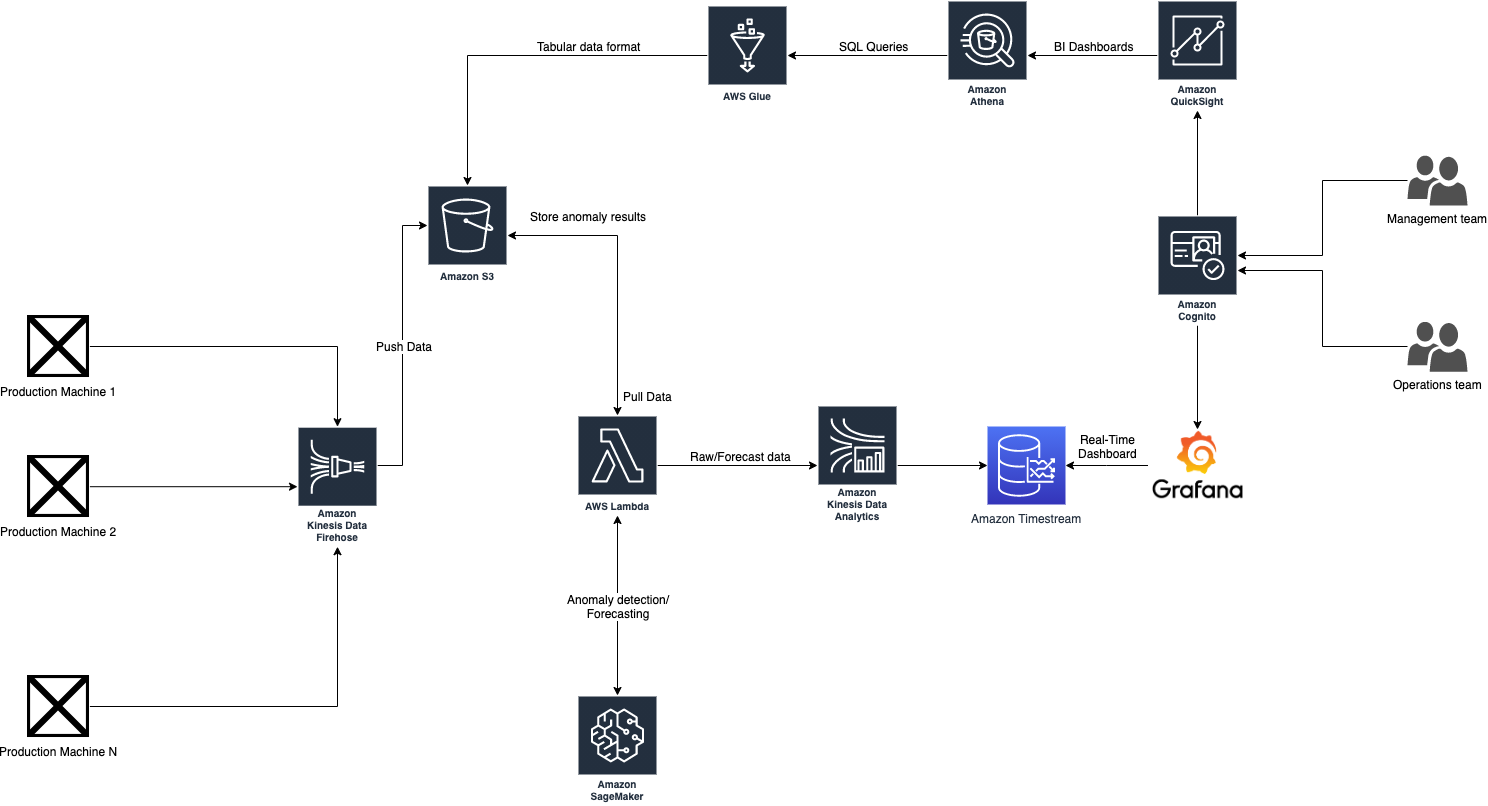 Tabular data format
SQL Queries
BI Dashboards
AWS Glue
Amazon
Athena
Amazon
QuickSight
Management team
Store anomaly results
Amazon S3
Amazon
Cognito
Push Data
Production Machine 1
Operations team
Pull Data
Real-Time
Dashboard
Raw/Forecast data
Grafana
Amazon
Kinesis Data
Analytics
AWS Lambda
Amazon Timestream
Amazon
Kinesis Data
Firehose
Production Machine 2
Anomaly detection/
Forecasting
Production Machine N
Amazon
SageMaker